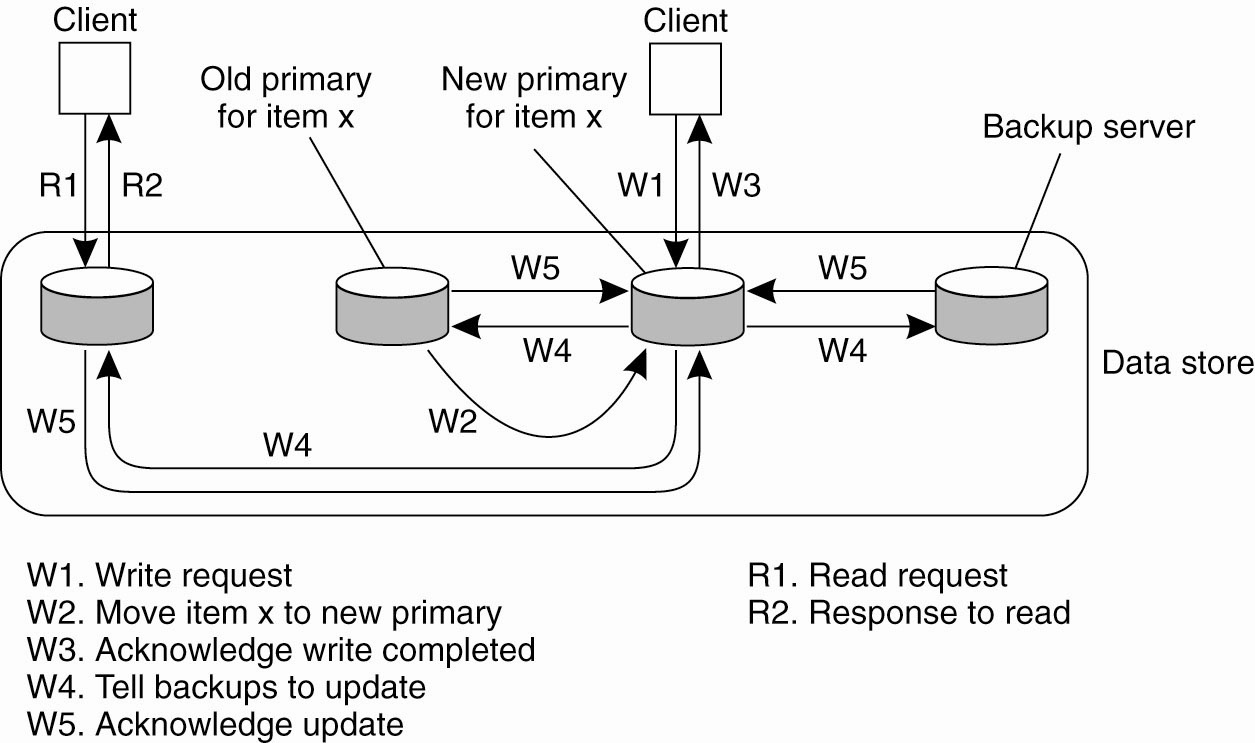 Client
Client
Old primary
for item x
New primary
for item x
Backup server
R1
R2
W1
W3
W5
W5
W4
W4
Data store
W5
W2
W4
W1. Write request
W2. Move item x to new primary
W3. Acknowledge write completed
W4. Tell backups to update
W5. Acknowledge update
R1. Read request
R2. Response to read